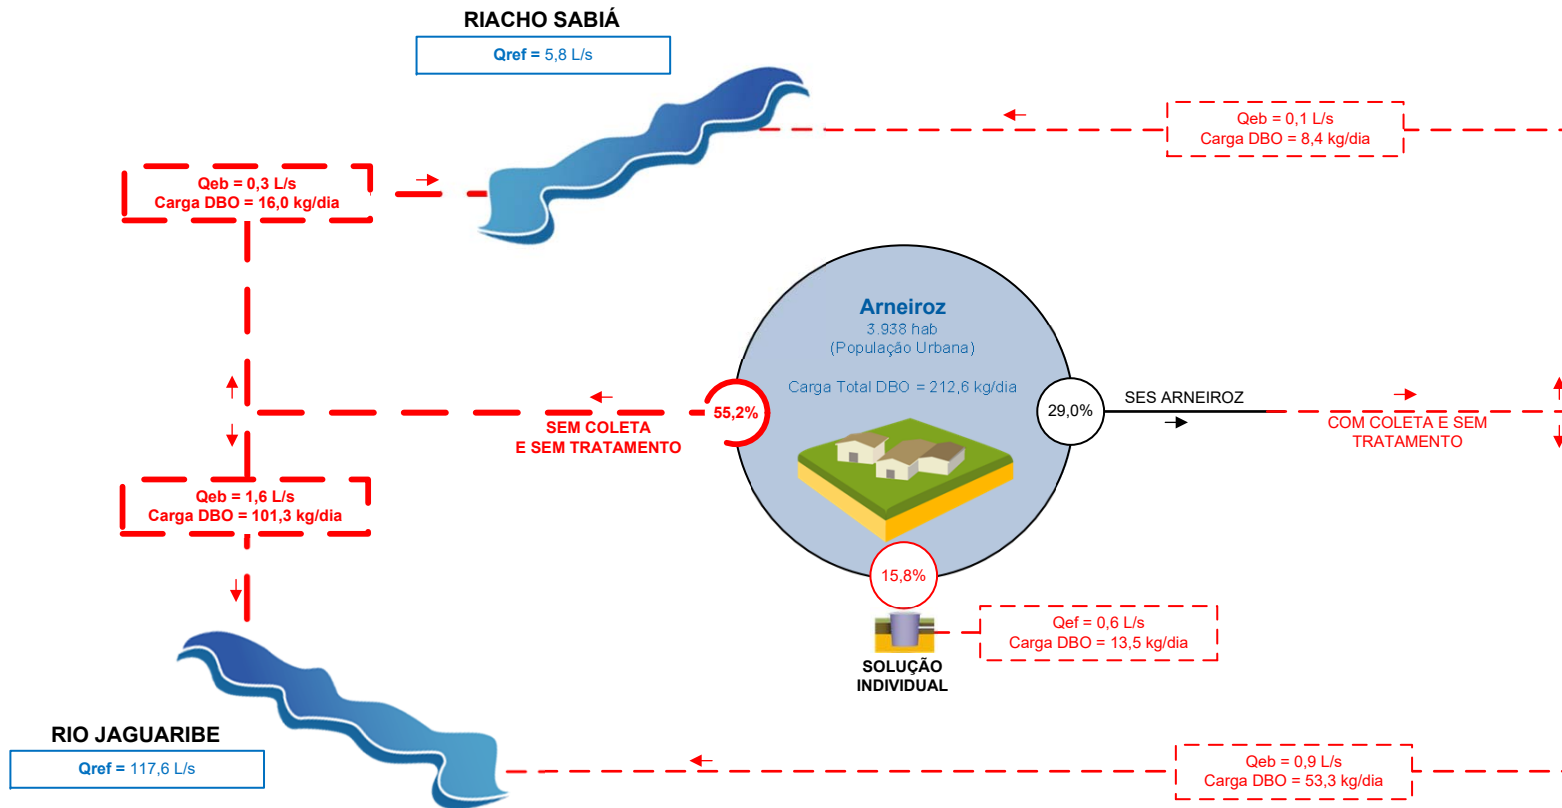 RIACHO SABIÁ
Qref = 5,8 L/s
Qeb = 0,1 L/s
Carga DBO = 8,4 kg/dia
Qeb = 0,3 L/s
Carga DBO = 16,0 kg/dia
Arneiroz
3.938 hab
(População Urbana)
Carga Total DBO = 212,6 kg/dia
55,2%
SEM COLETA
E SEM TRATAMENTO
29,0%
SES ARNEIROZ
COM COLETA E SEM
TRATAMENTO
Qeb = 1,6 L/s
Carga DBO = 101,3 kg/dia
15,8%
Qef = 0,6 L/s
Carga DBO = 13,5 kg/dia
SOLUÇÃO
INDIVIDUAL
RIO JAGUARIBE
Qref = 117,6 L/s
Qeb = 0,9 L/s
Carga DBO = 53,3 kg/dia